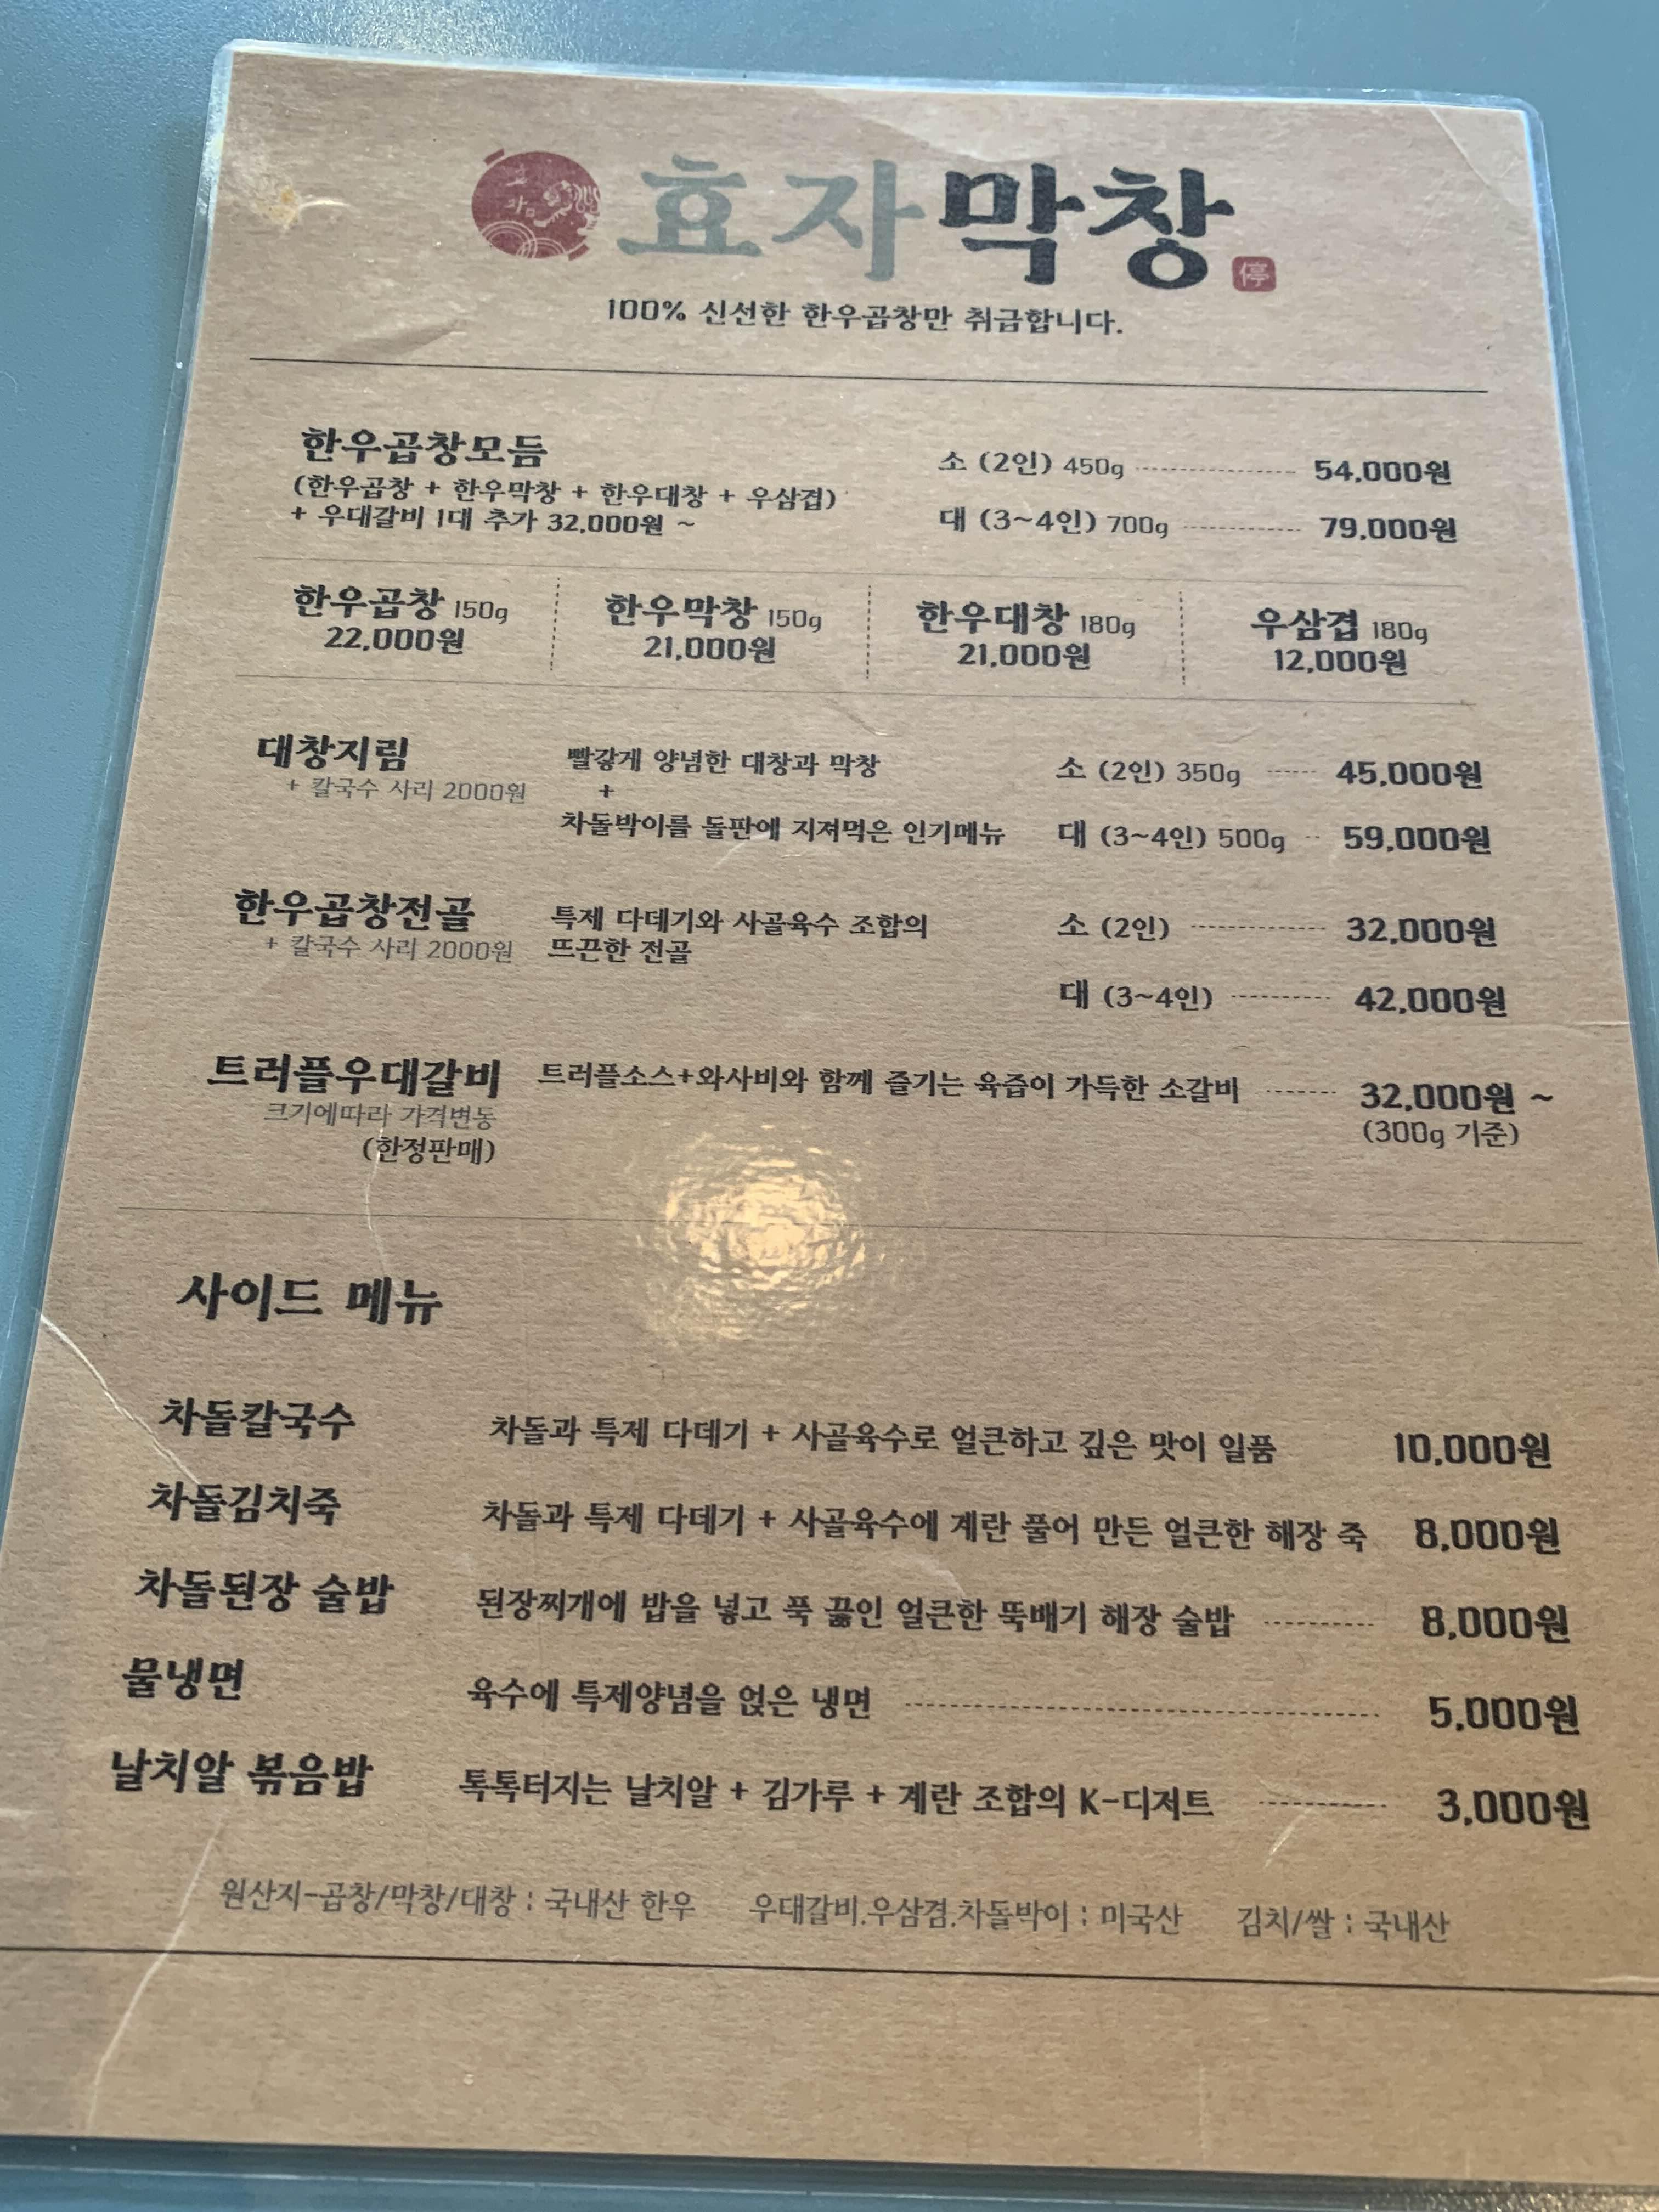 효자막창
停
100% 신선한 한우곱창만 취급합니다.
한우곱창모듬
(한우곱창 + 한우막창 + 한우대창 + 우삼겹)
+ 우대갈비 1대 추가 32,000원 ~
소 (2인) 450g 54,000원
대 (3~4인) 700g 79,000원
한우곱창 150g
22,000원
한우막창 150g
21,000원
한우대창 180g
21,000원
우삼겹 180g
12,000원
대창지림
+ 칼국수 사리 2000원
빨갛게 양념한 대창과 막창
+
차돌박이를 돌판에 지져먹은 인기메뉴
소 (2인) 350g 45,000원
대 (3~4인) 500g 59,000원
한우곱창전골
+ 칼국수 사리 2000원
특제 다데기와 사골육수 조합의
뜨끈한 전골
소 (2인) 32,000원
대 (3~4인) 42,000원
트러플우대갈비
크기에따라 가격변동
(한정판매)
트러플소스+와사비와 함께 즐기는 육즙이 가득한 소갈비 32,000원 ~
(300g 기준)
사이드 메뉴
차돌칼국수 차돌과 특제 다데기 + 사골육수로 얼큰하고 깊은 맛이 일품 10,000원
차돌김치죽 차돌과 특제 다데기 + 사골육수에 계란 풀어 만든 얼큰한 해장 죽 8,000원
차돌된장 술밥 된장찌개에 밥을 넣고 푹 끓인 얼큰한 뚝배기 해장 술밥 8,000원
물냉면 육수에 특제양념을 얹은 냉면 5,000원
날치알 볶음밥 톡톡터지는 날치알 + 김가루 + 계란 조합의 K-디저트 3,000원
원산지-곱창/막창/대창 : 국내산 한우 우대갈비.우삼겸.차돌박이 : 미국산 김치/쌀 : 국내산